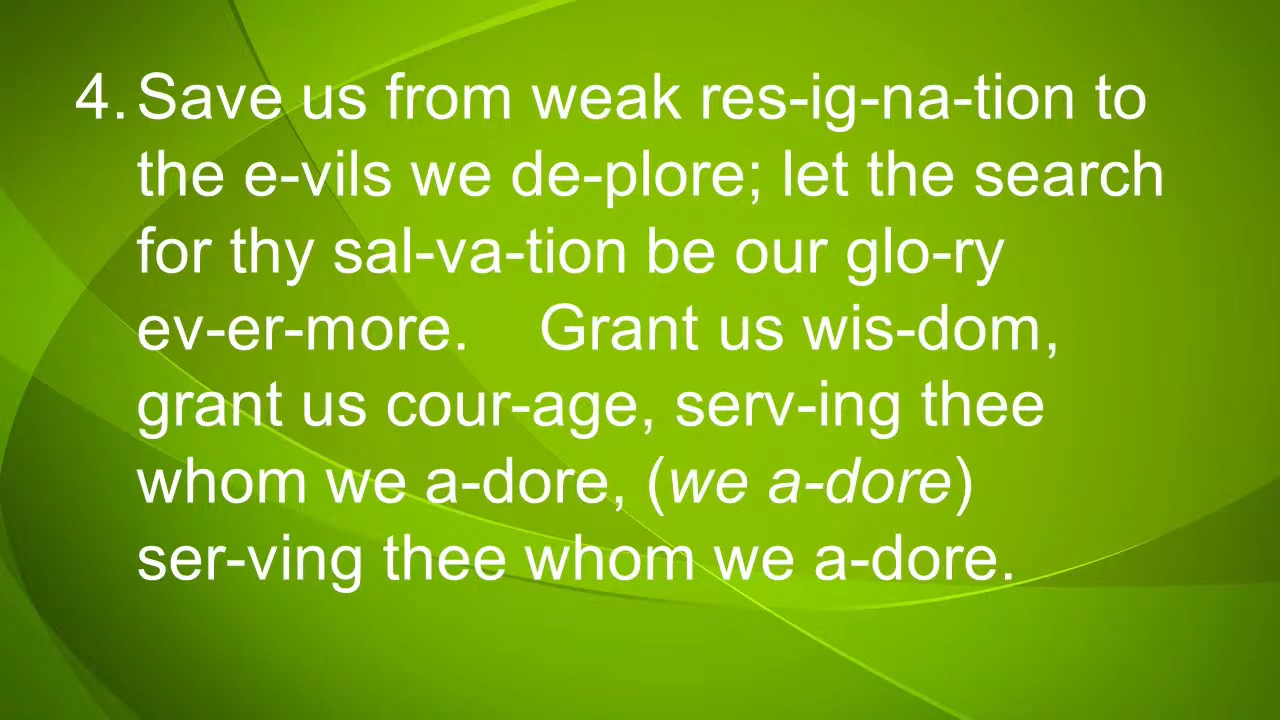 4. Save us from weak res-ig-na-tion to
the e-vils we de-plore; let the search
for thy sal-va-tion be our glo-ry
ev-er-more. Grant us wis-dom,
grant us cour-age, serv-ing thee
whom we a-dore, (we a-dore)
ser-ving thee whom we a-dore.